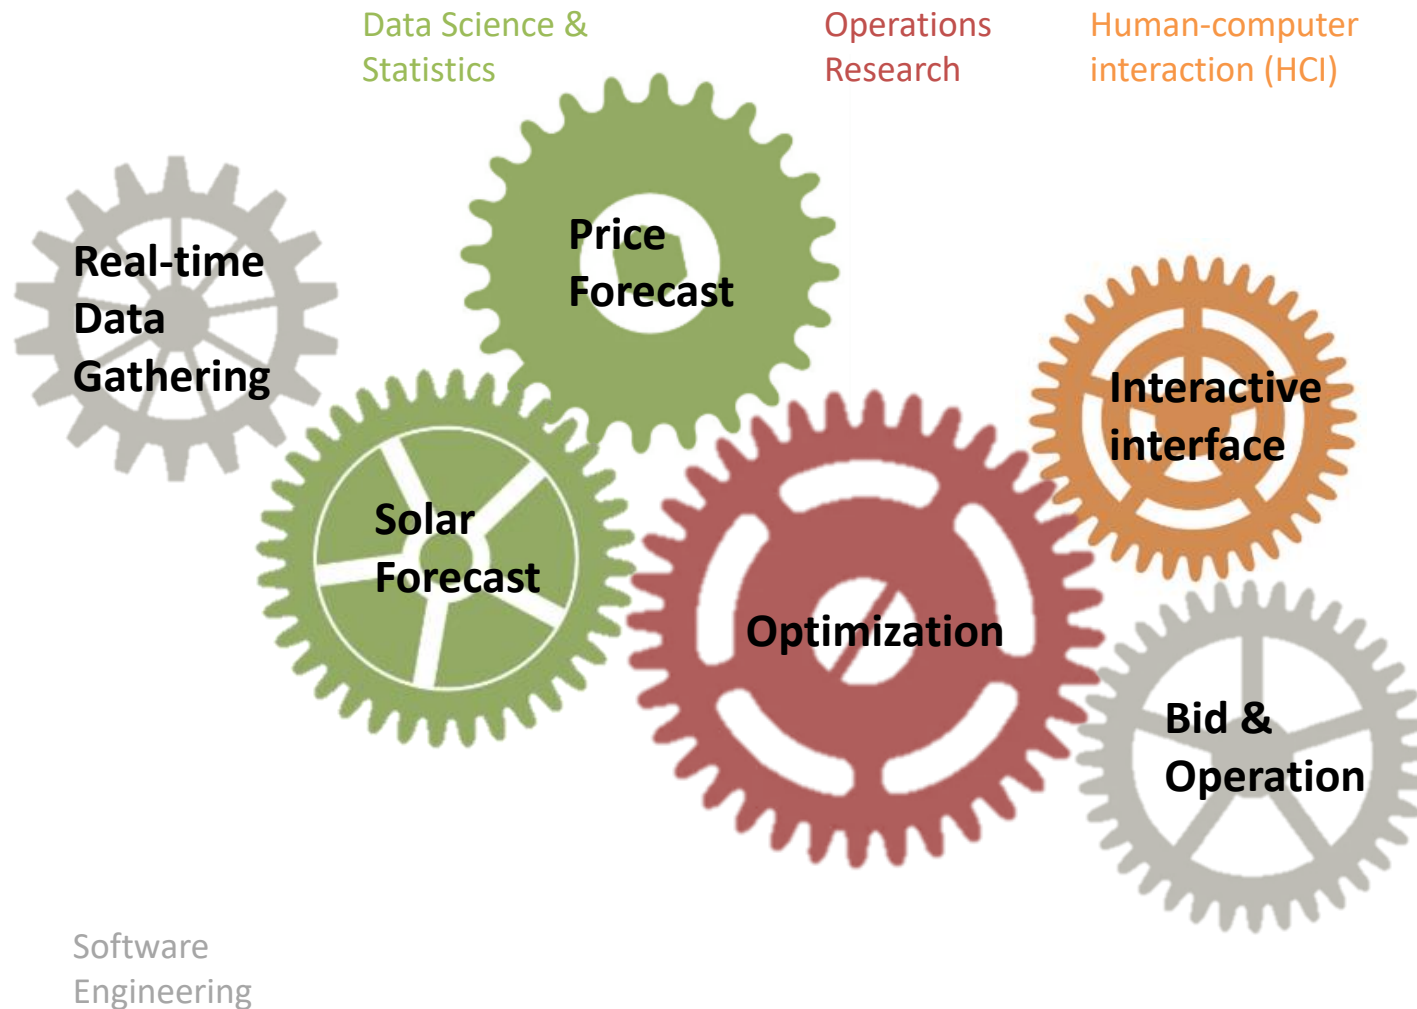 Data Science &
Statistics
Operations
Research
Human-computer
interaction (HCI)
Real-time
Data
Gathering
Price
Forecast
Solar
Forecast
Optimization
Interactive
interface
Bid &
Operation
Software
Engineering